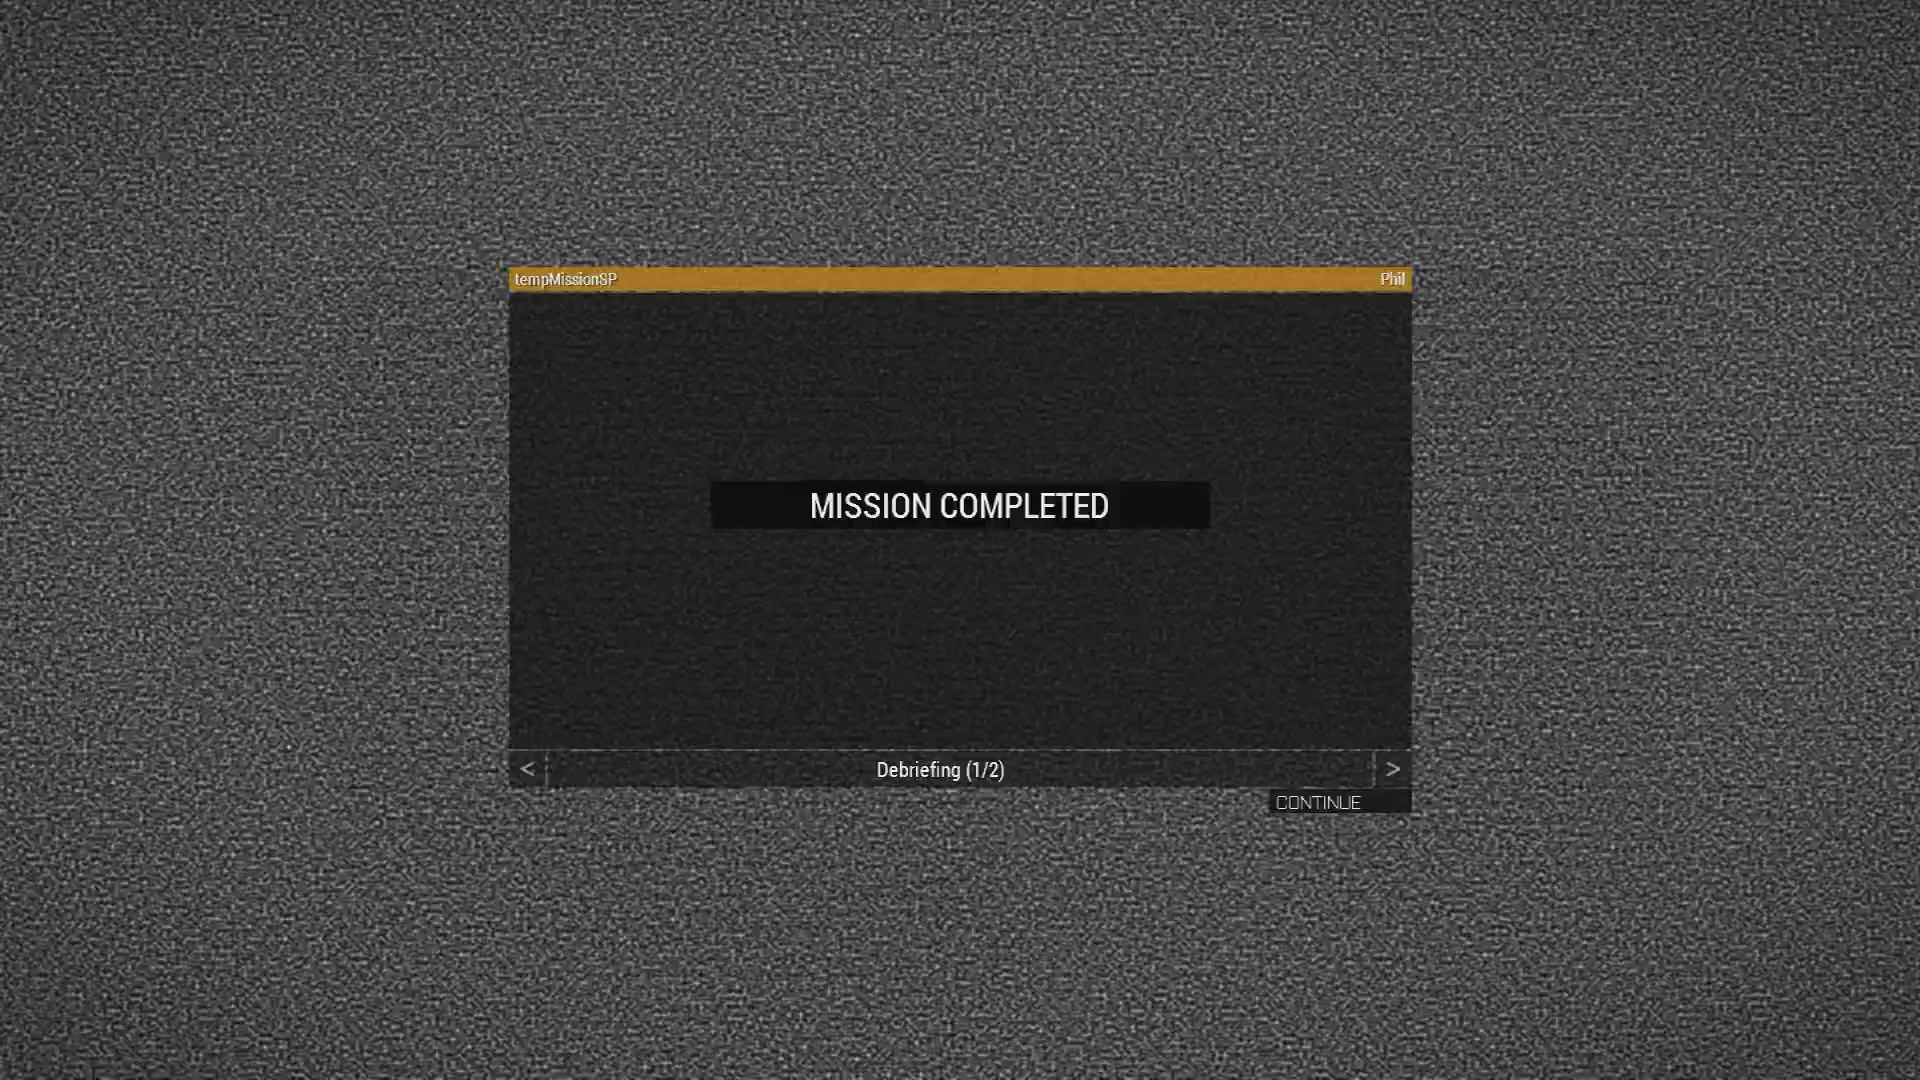 tempMissionSP Phil
MISSION COMPLETED
< Debriefing (1/2) >
CONTINUE